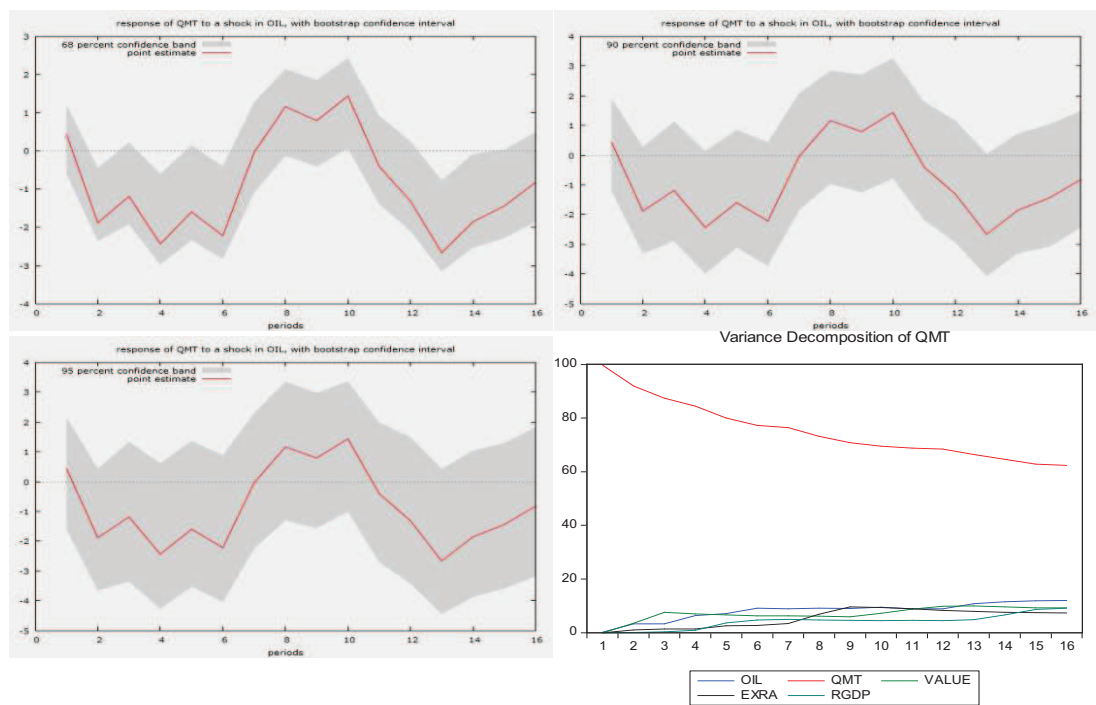 response of QMT to a shock in OIL, with bootstrap confidence interval
68 percent confidence band
point estimate
3
2
1
0
-1
-2
-3
-4
0 2 4 6 8 10 12 14 16
periods
response of QMT to a shock in OIL, with bootstrap confidence interval
90 percent confidence band
point estimate
4
3
2
1
0
-1
-2
-3
-4
-5
0 2 4 6 8 10 12 14 16
periods
response of QMT to a shock in OIL, with bootstrap confidence interval
95 percent confidence band
point estimate
4
3
2
1
0
-1
-2
-3
-4
-5
0 2 4 6 8 10 12 14 16
periods
Variance Decomposition of QMT
100
80
60
40
20
0
1 2 3 4 5 6 7 8 9 10 11 12 13 14 15 16
OIL QMT VALUE
EXRA RGDP